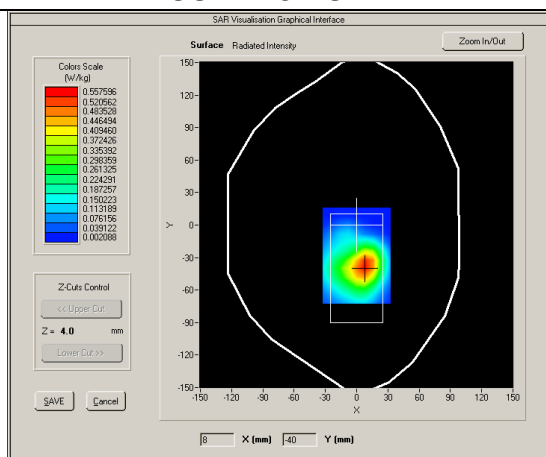 SAR Visualisation Graphical Interface
Surface Radiated Intensity
Zoom In/Out
Colors Scale
(W/kg)
0.557596
0.520562
0.483528
0.446494
0.409460
0.372426
0.335392
0.298359
0.261325
0.224291
0.187257
0.150223
0.113189
0.076156
0.039122
0.002088
Z-Cuts Control
<< Upper Cut
Z = 4.0 mm
Lower Cut >>
SAVE
Cancel
150
120
90
60
30
0
-30
-60
-90
-120
-150
Y
-150 -120 -90 -60 -30 0 30 60 90 120 150
X
8 X (mm) -40 Y (mm)